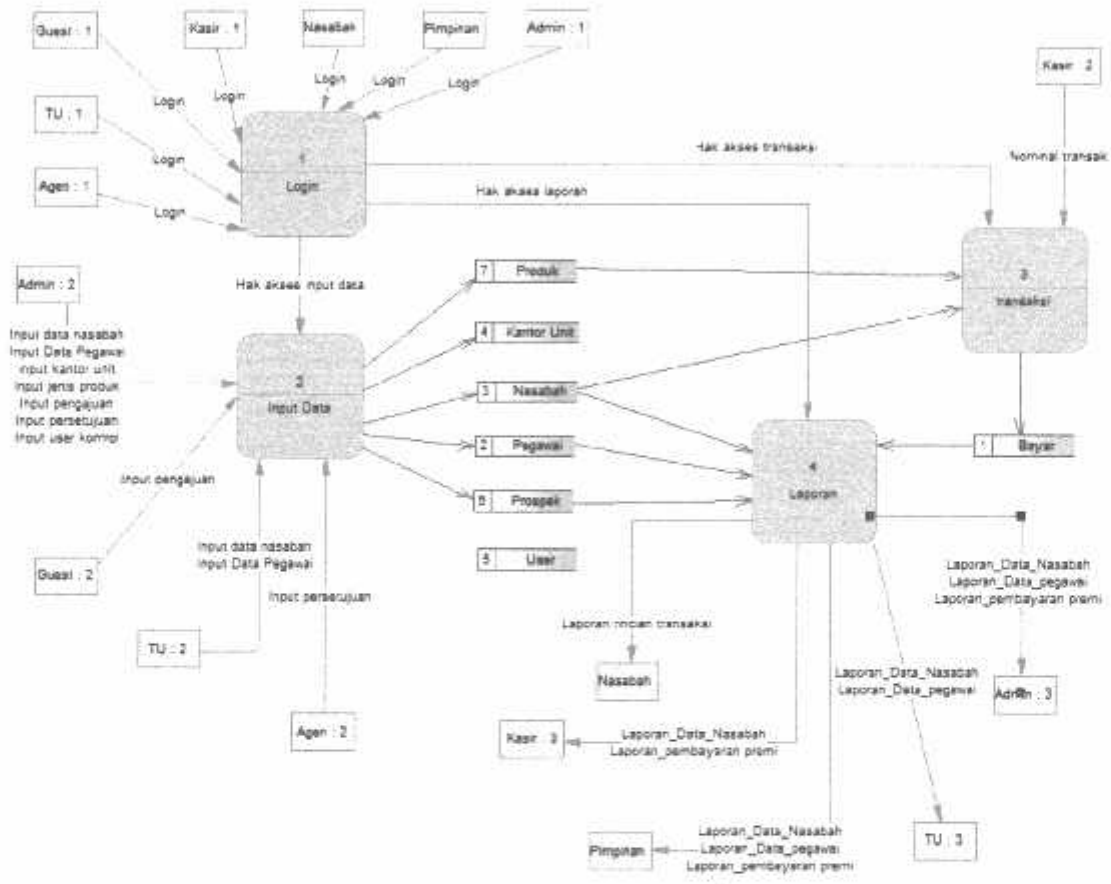 Guest : 1
Kasir : 1
Nasabah
Pimpinan
Admin : 1
Kasir : 2
TU : 1
Agen : 1
Login
Login
Login
Login
Login
Login
Login
Login
1
Login
Hak akses transaksi
Hak akses laporan
Nominal transak
Hak akses input data
Admin : 2
Input data nasabah
Input Data Pegawai
Input kantor unit
Input jenis produk
Input pengajuan
Input persetujuan
Input user kontrol
2
Input Data
7 Produk
4 Kantor Unit
3 Nasabah
2 Pegawai
Prospek
User
3
transaksi
1 Bayar
4
Laporan
Input pengajuan
Guest : 2
Input data nasabah
Input Data Pegawai
TU : 2
Input persetujuan
Agen : 2
Laporan rincian transaksi
Nasabah
Laporan_Data_Nasabah
Laporan_Data_pegawai
Laporan_pembayaran premi
Admin : 3
Laporan_Data_Nasabah
Laporan_Data_pegawai
TU : 3
Kasir : 3
Laporan_Data_Nasabah
Laporan_pembayaran premi
Pimpinan
Laporan_Data_Nasabah
Laporan_Data_pegawai
Laporan_pembayaran premi